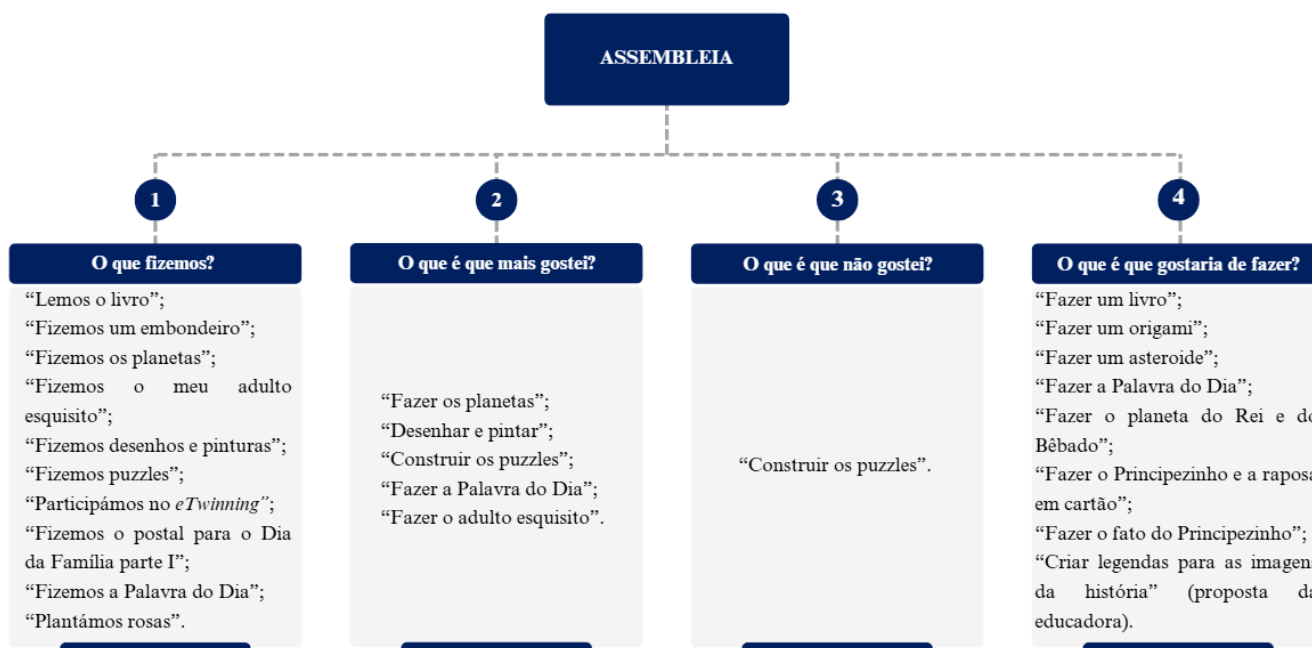 ASSEMBLEIA
1
O que fizemos?
“Lemos o livro”;
“Fizemos um embondeiro”;
“Fizemos os planetas”;
“Fizemos o meu adulto
esquisito”;
“Fizemos desenhos e pinturas”;
“Fizemos puzzles”;
“Participámos no eTwinning”;
“Fizemos o postal para o Dia
da Família parte I”;
“Fizemos a Palavra do Dia”;
“Plantámos rosas”.
2
O que é que mais gostei?
“Fazer os planetas”;
“Desenhar e pintar”;
“Construir os puzzles”;
“Fazer a Palavra do Dia”;
“Fazer o adulto esquisito”.
3
O que é que não gostei?
“Construir os puzzles”.
4
O que é que gostaria de fazer?
“Fazer um livro”;
“Fazer um origami”;
“Fazer um asteroide”;
“Fazer a Palavra do Dia”;
“Fazer o planeta do Rei e do
Bêbado”;
“Fazer o Principezinho e a raposa
em cartão”;
“Fazer o fato do Principezinho”;
“Criar legendas para as imagens
da história” (proposta da
educadora).